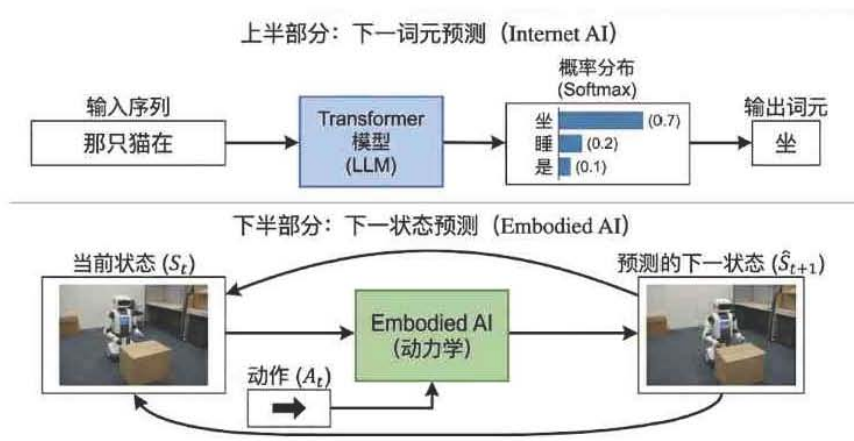 上半部分：下一词元预测（Internet AI）
输入序列
那只猫在
Transformer
模型
(LLM)
概率分布
(Softmax)
坐 (0.7)
睡 (0.2)
是 (0.1)
输出词元
坐
下半部分：下一状态预测（Embodied AI）
当前状态 (Sₜ)
动作 (Aₜ)
Embodied AI
(动力学)
预测的下一状态 (Ŝₜ₊₁)